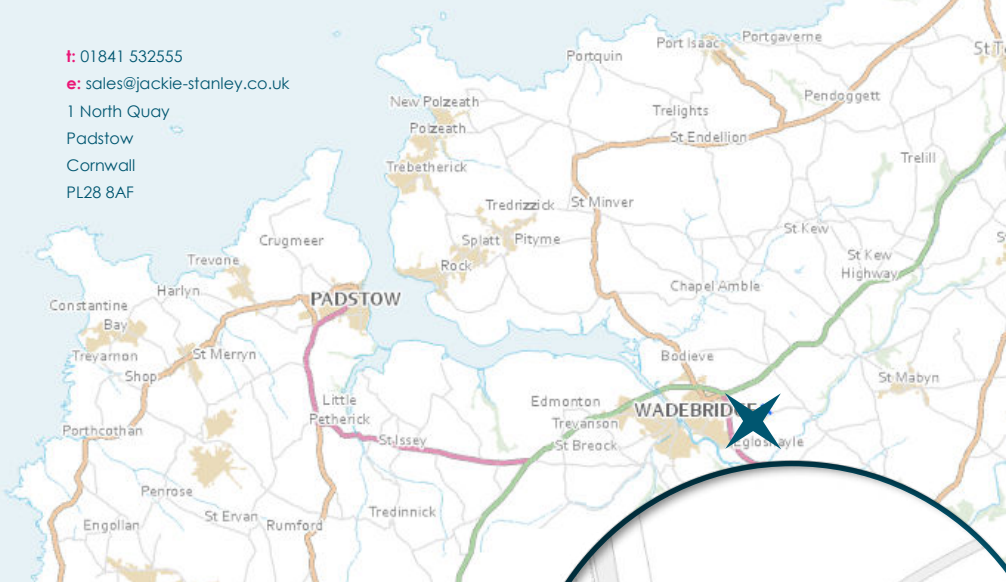 t: 01841 532555
e: sales@jackie-stanley.co.uk
1 North Quay
Padstow
Cornwall
PL28 8AF
Port Isaac
Portgaverne
Portquin
New Polzeath
Pendoggett
Trelights
Polzeath
St Endellion
Trelill
Trebetherick
Tredrizzick
St Minver
St Kew
Splatt
Pityme
Crugmeer
St Kew
Highway
Trevone
Rock
Harlyn
Chapel Amble
PADSTOW
Constantine
Bay
Treyarnon
St Merryn
Bodieve
Shop
St Mabyn
Little
Petherick
Edmonton
WADEBRIDGE
Trevanson
Porthcothan
St Issey
St Breock
Egloshayle
Penrose
Tredinnick
St Ervan
Rumford
Engollan